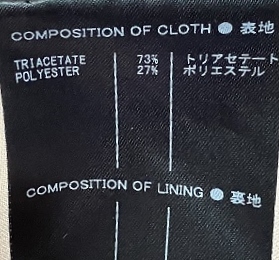 COMPOSITION OF CLOTH ● 表地
TRIACETATE 73% トリアセテート
POLYESTER 27% ポリエステル
COMPOSITION OF LINING ● 裏地